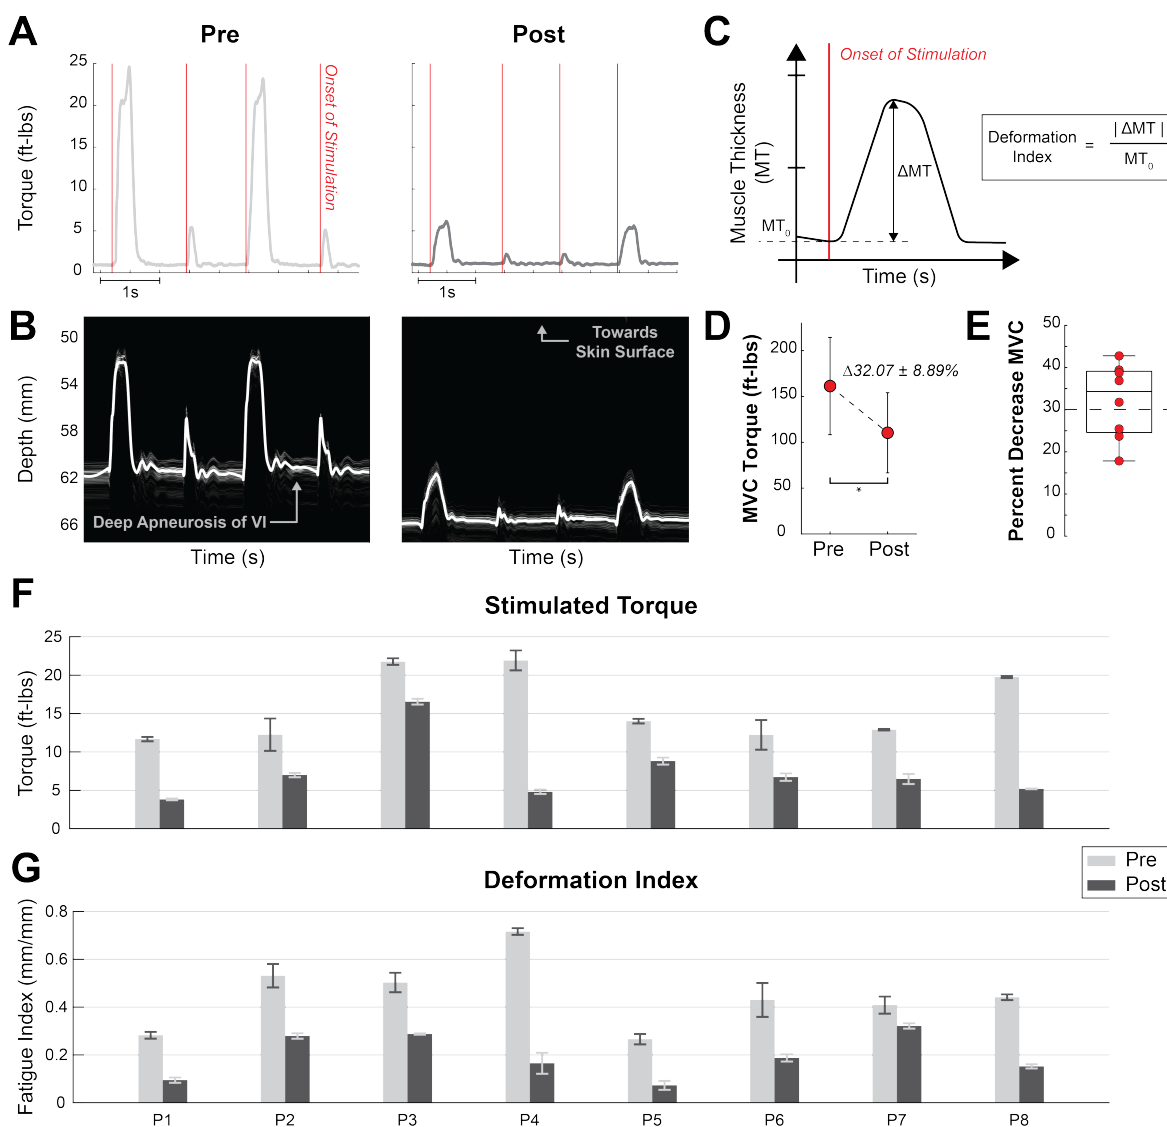 A
Pre
Post
25
20
15
10
5
0
Torque (ft-lbs)
Onset of Stimulation
1s
1s
C
Onset of Stimulation
Muscle Thickness
(MT)
MT0
ΔMT
Time (s)
Deformation
Index
=
| ΔMT |
MT0
B
50
54
58
62
66
Depth (mm)
Deep Apneurosis of VI
Time (s)
Towards
Skin Surface
Time (s)
D
MVC Torque (ft-lbs)
200
150
100
50
0
Δ32.07 ± 8.89%
*
Pre
Post
E
Percent Decrease MVC
50
40
30
20
10
0
F
Stimulated Torque
Torque (ft-lbs)
25
20
15
10
5
0
G
Deformation Index
Pre
Post
Fatigue Index (mm/mm)
0.8
0.6
0.4
0.2
0
P1
P2
P3
P4
P5
P6
P7
P8